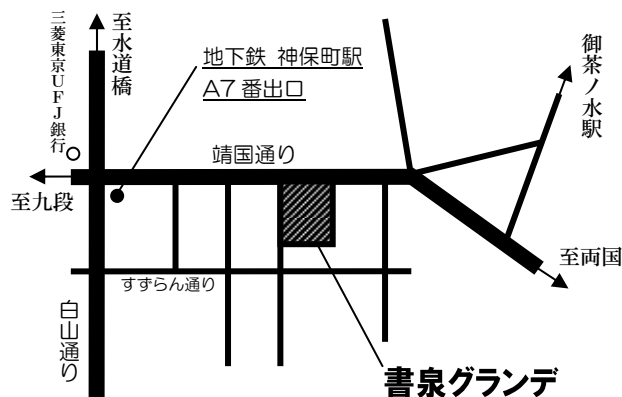 三菱東京UFJ銀行
至水道橋
地下鉄 神保町駅
A7番出口
御茶ノ水駅
靖国通り
至九段
至両国
すずらん通り
白山通り
書泉グランデ